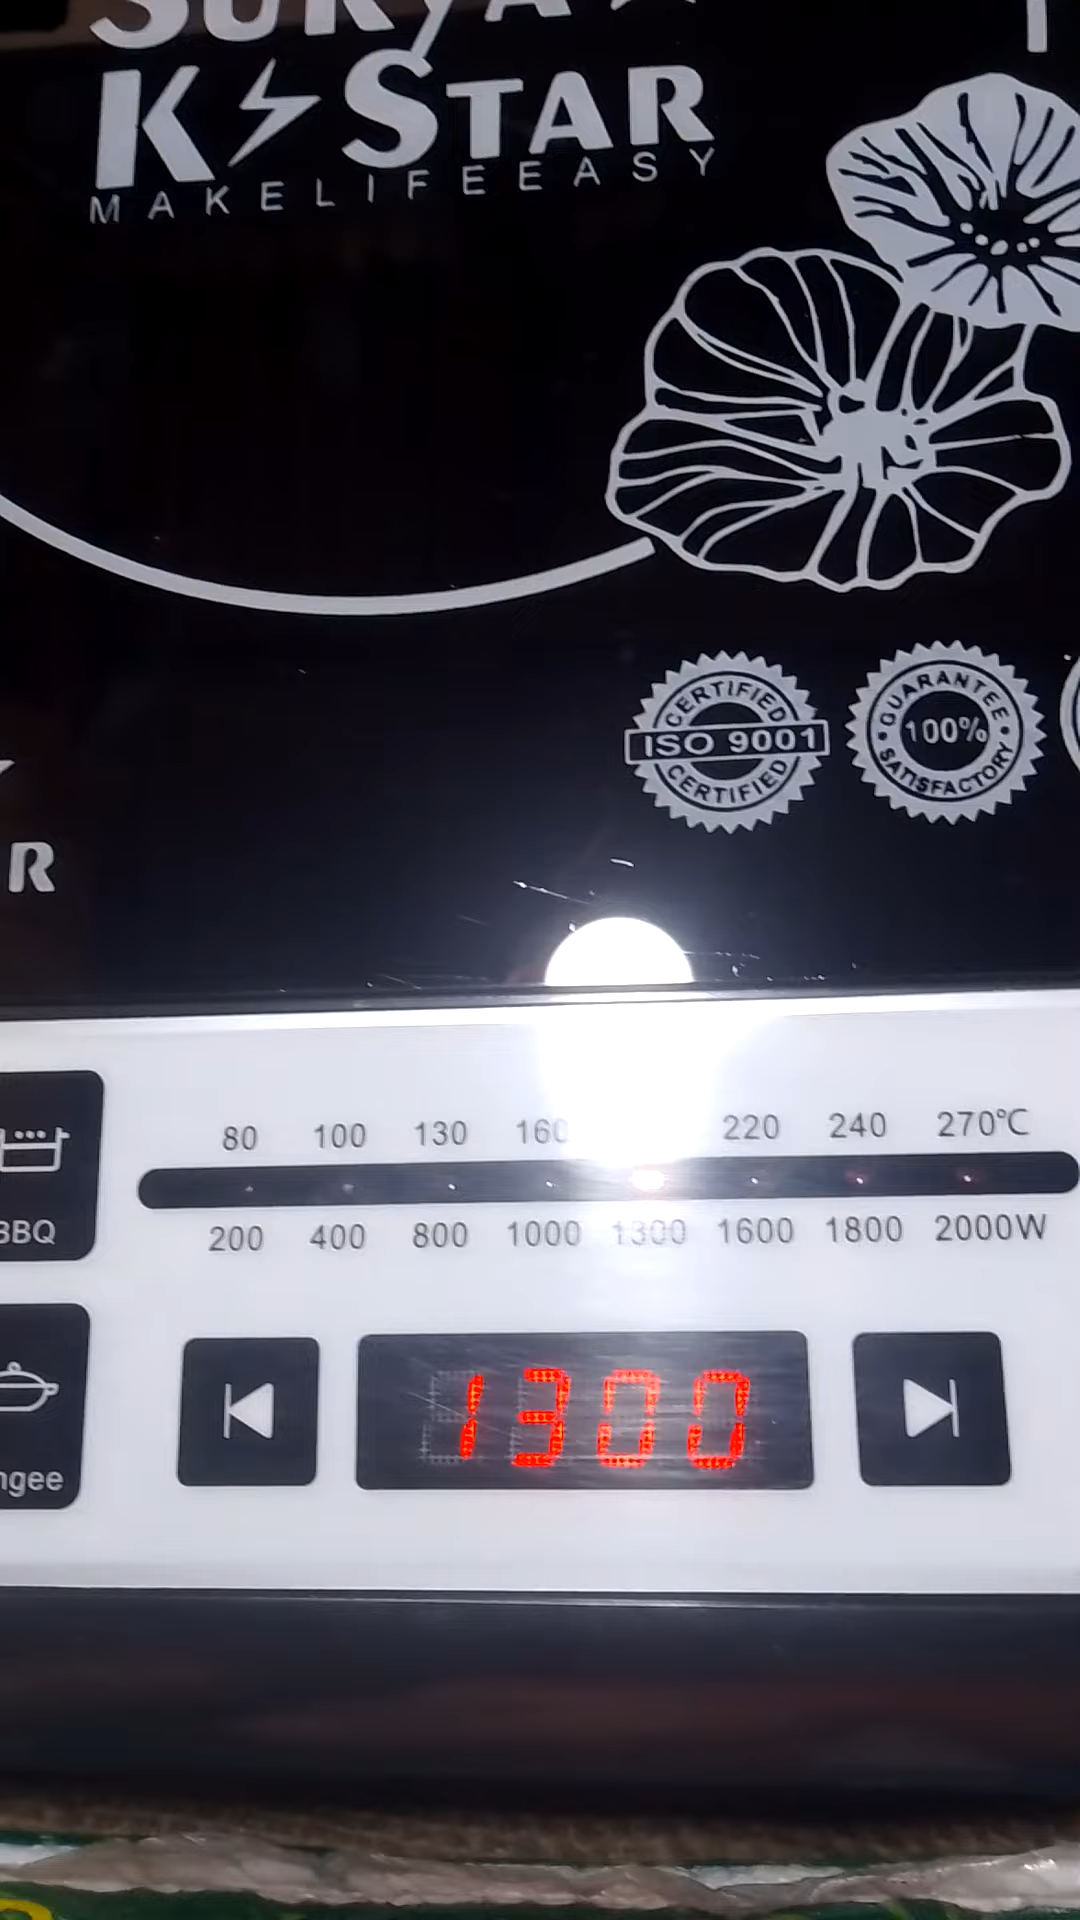 SURYA
K STAR
MAKELIFEEASY
CERTIFIED
ISO 9001
CERTIFIED
GUARANTEE
100%
SATISFACTORY
R
80 100 130 160 220 240 270°C
200 400 800 1000 1300 1600 1800 2000W
BBQ
1300
ngee